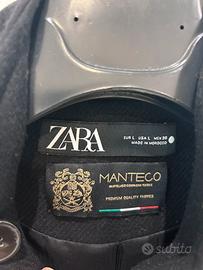 ZARA
EUR L USA L MEX 30
MADE IN MOROCCO
MANTECO
PREMIUM QUALITY FABRICS
subito